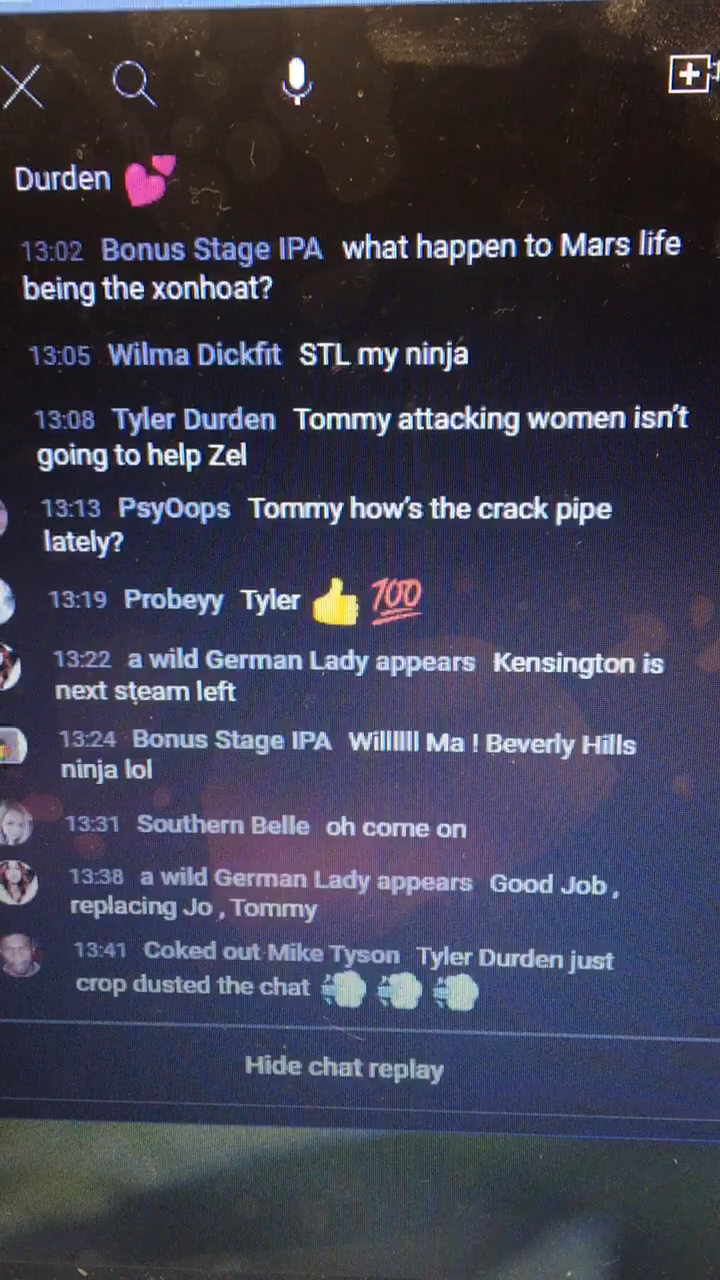 Durden 💕
13:02 Bonus Stage IPA what happen to Mars life
being the xonhoat?
13:05 Wilma Dickfit STL my ninja
13:08 Tyler Durden Tommy attacking women isn't
going to help Zel
13:13 PsyOops Tommy how's the crack pipe
lately?
13:19 Probeyy Tyler 👍 💯
13:22 a wild German Lady appears Kensington is
next steam left
13:24 Bonus Stage IPA Willlllll Ma ! Beverly Hills
ninja lol
13:31 Southern Belle oh come on
13:38 a wild German Lady appears Good Job ,
replacing Jo , Tommy
13:41 Coked out Mike Tyson Tyler Durden just
crop dusted the chat 💨 💨 💨
Hide chat replay